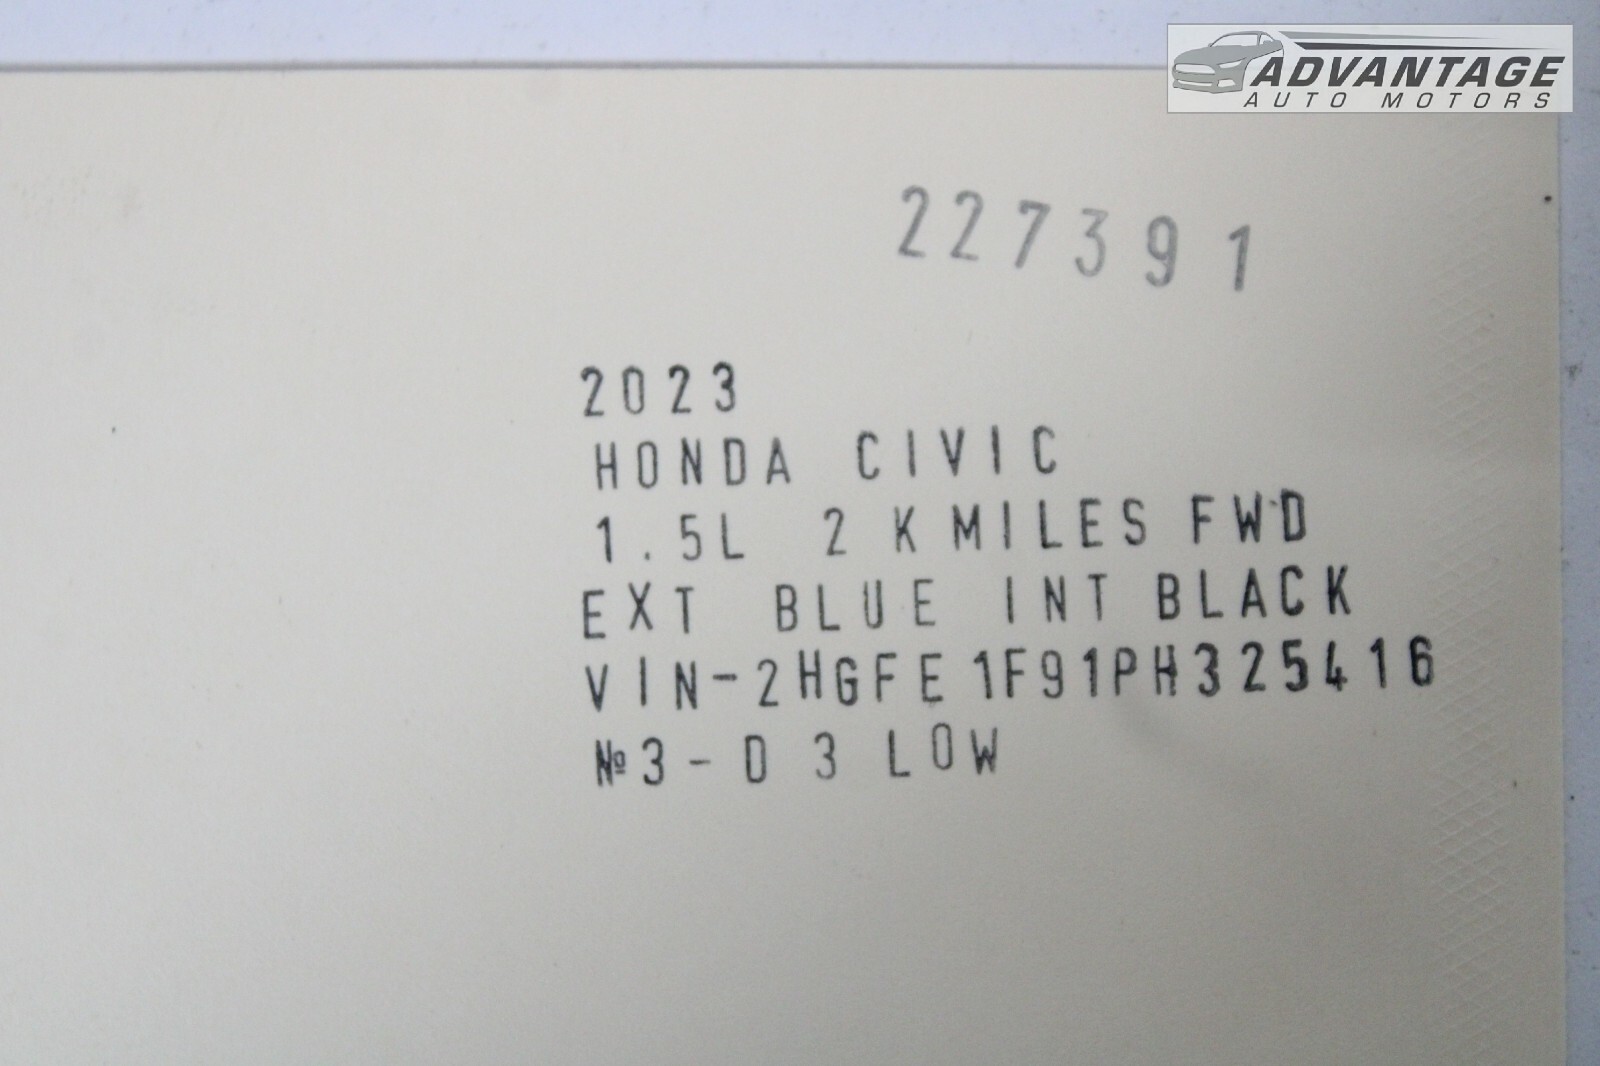 ADVANTAGE
AUTO MOTORS
227391
2023
HONDA CIVIC
1.5L 2 K MILES FWD
EXT BLUE INT BLACK
VIN-2HGFE1F91PH325416
№3-D 3 LOW